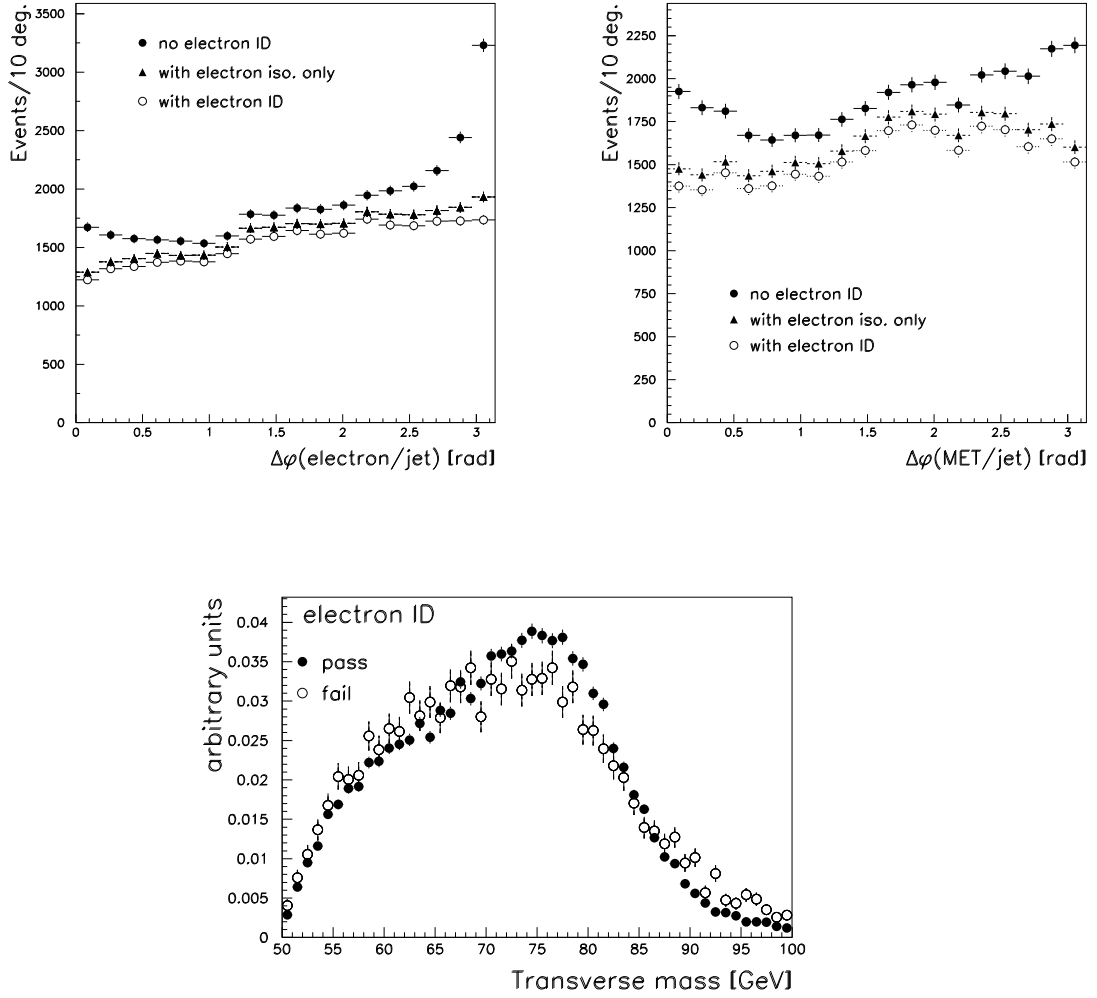 Events/10 deg.
3500
3000
2500
2000
1500
1000
500
0
no electron ID
with electron iso. only
with electron ID
0 0.5 1 1.5 2 2.5 3
Δφ(electron/jet) [rad]
Events/10 deg.
2250
2000
1750
1500
1250
1000
750
500
250
0
no electron ID
with electron iso. only
with electron ID
0 0.5 1 1.5 2 2.5 3
Δφ(MET/jet) [rad]
arbitrary units
0.04
0.035
0.03
0.025
0.02
0.015
0.01
0.005
0
electron ID
pass
fail
50 55 60 65 70 75 80 85 90 95 100
Transverse mass [GeV]